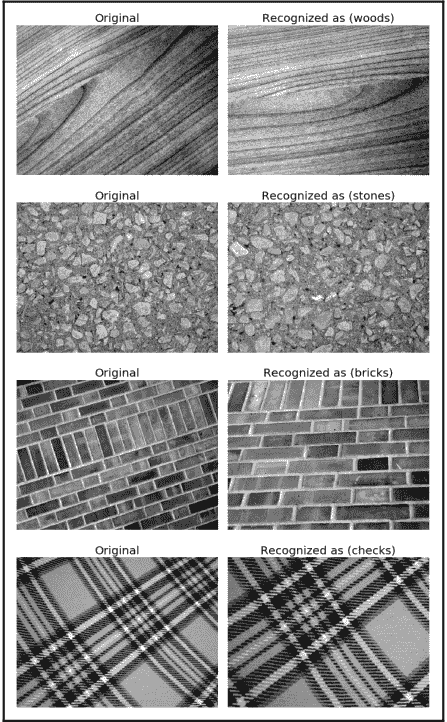 Original Recognized as (woods)
Original Recognized as (stones)
Original Recognized as (bricks)
Original Recognized as (checks)